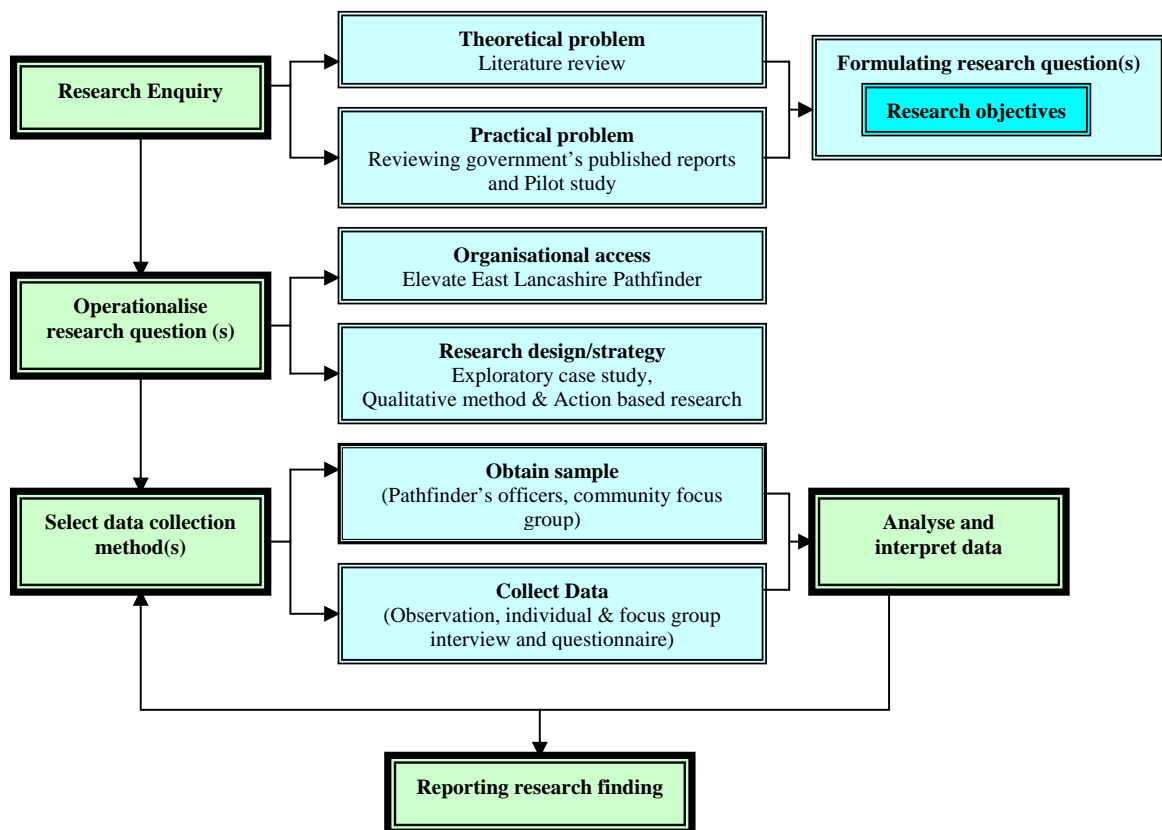 Research Enquiry
Theoretical problem
Literature review
Practical problem
Reviewing government’s published reports
and Pilot study
Formulating research question(s)
Research objectives
Operationalise
research question (s)
Organisational access
Elevate East Lancashire Pathfinder
Research design/strategy
Exploratory case study,
Qualitative method & Action based research
Select data collection
method(s)
Obtain sample
(Pathfinder’s officers, community focus
group)
Collect Data
(Observation, individual & focus group
interview and questionnaire)
Analyse and
interpret data
Reporting research finding